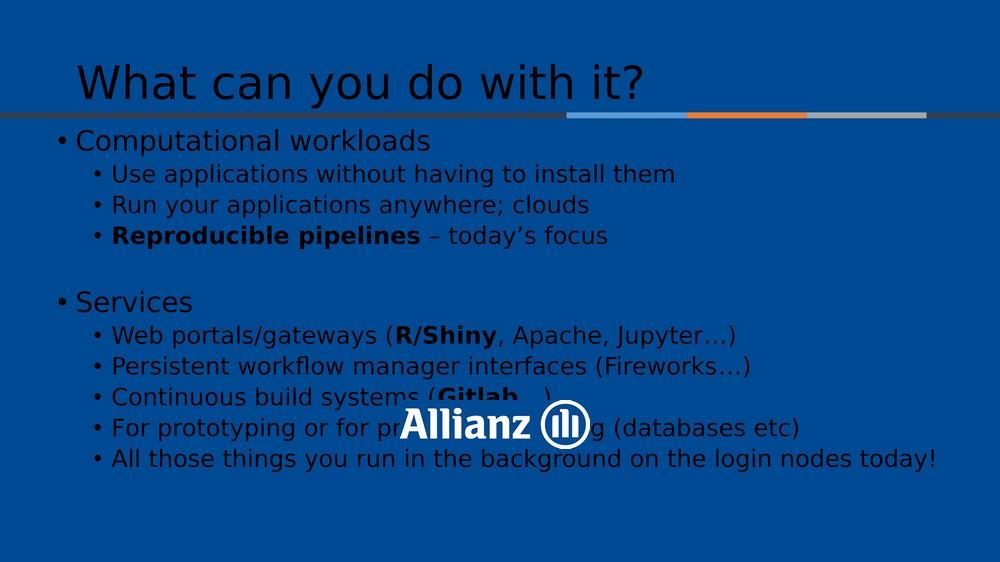 What can you do with it?
• Computational workloads
• Use applications without having to install them
• Run your applications anywhere; clouds
• Reproducible pipelines – today’s focus
• Services
• Web portals/gateways (R/Shiny, Apache, Jupyter…)
• Persistent workflow manager interfaces (Fireworks…)
• Continuous build systems (Gitlab…)
• For prototyping or for (databases etc)
Allianz
• All those things you run in the background on the login nodes today!